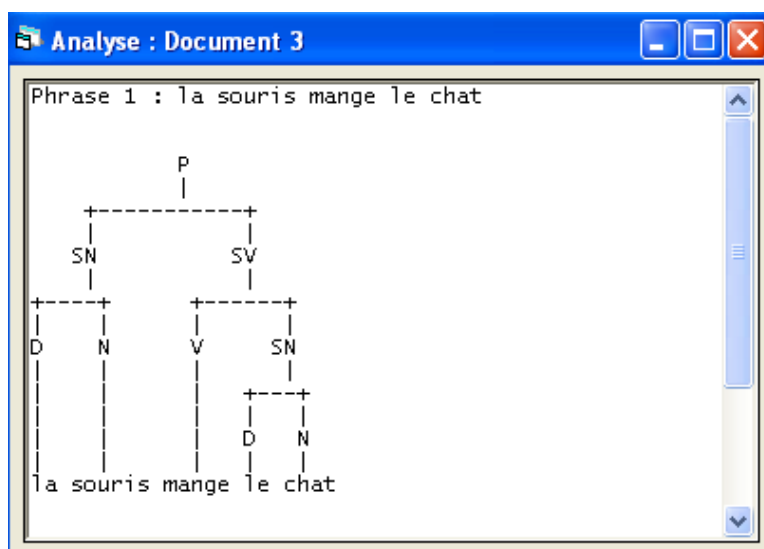 Analyse : Document 3
Phrase 1 : la souris mange le chat
P
SN SV
D N V SN
D N
la souris mange le chat